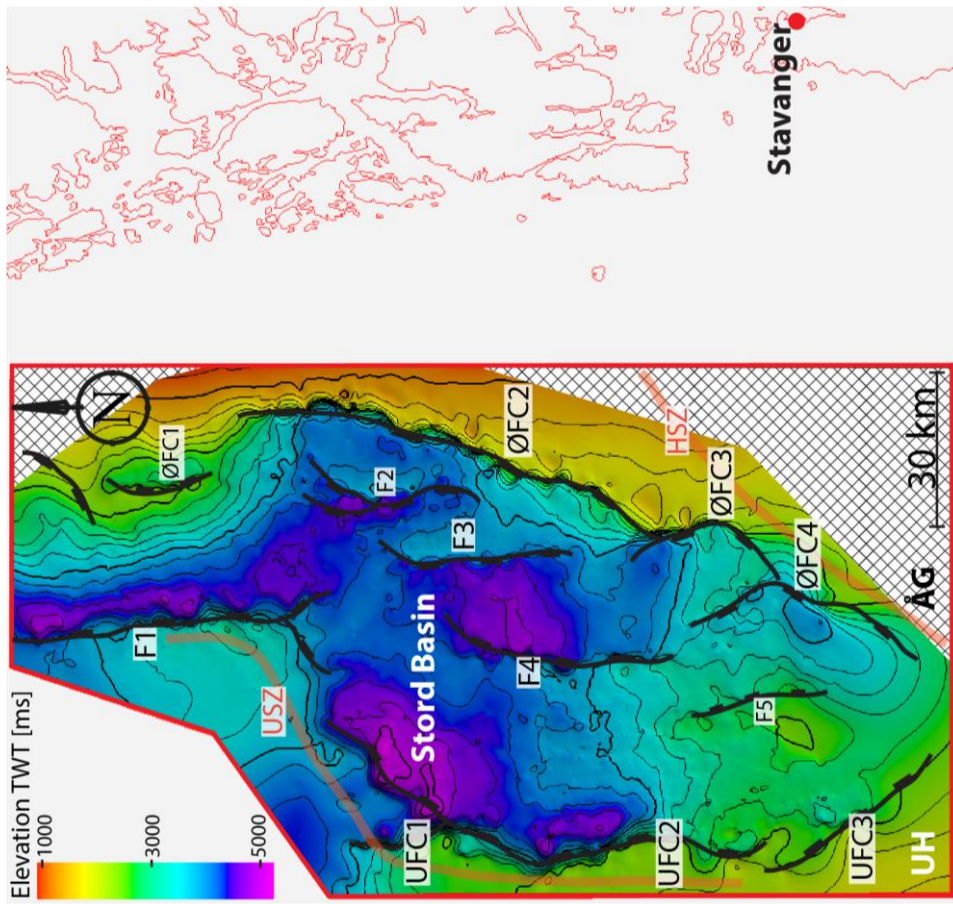 Elevation TWT [ms]
-1000
-3000
-5000
N
ØFC1
F1
USZ
F2
F3
Stord Basin
ØFC2
F4
UFC1
HSZ
ØFC3
UFC2
F5
ØFC4
UFC3
UH
ÅG
30 km
Stavanger